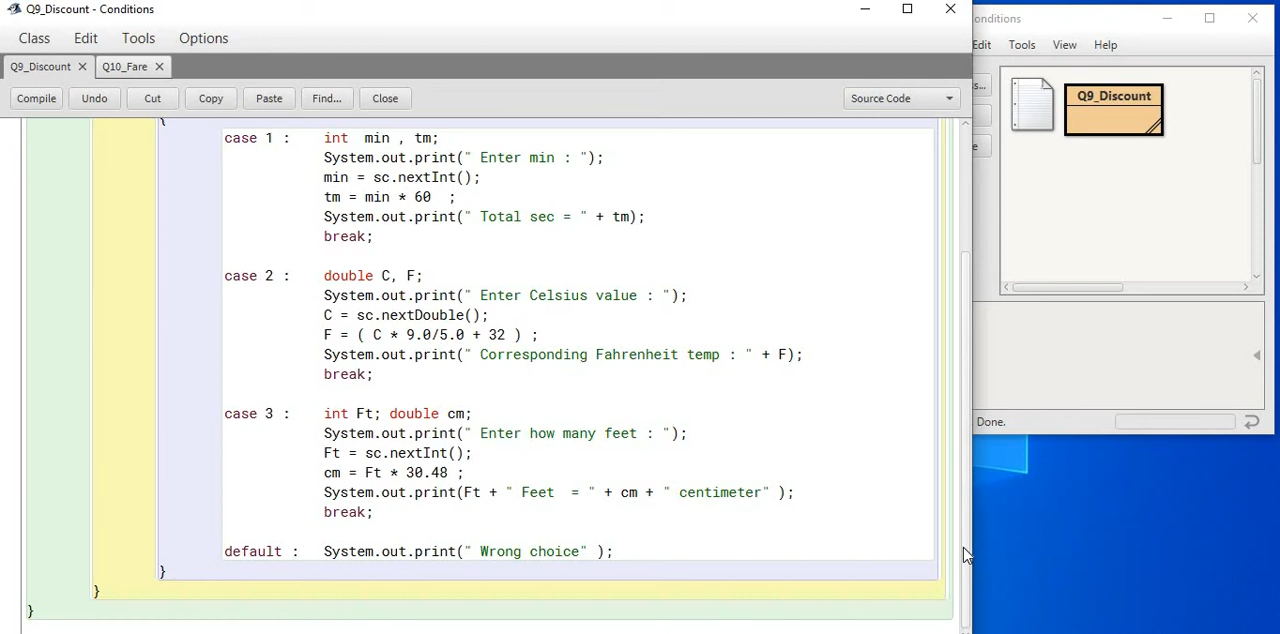 Q9_Discount - Conditions
Class Edit Tools Options
Q9_Discount Q10_Fare
Compile Undo Cut Copy Paste Find... Close Source Code
{
case 1 : int min , tm;
System.out.print(" Enter min : ");
min = sc.nextInt();
tm = min * 60 ;
System.out.print(" Total sec = " + tm);
break;
case 2 : double C, F;
System.out.print(" Enter Celsius value : ");
C = sc.nextDouble();
F = ( C * 9.0/5.0 + 32 ) ;
System.out.print(" Corresponding Fahrenheit temp : " + F);
break;
case 3 : int Ft; double cm;
System.out.print(" Enter how many feet : ");
Ft = sc.nextInt();
cm = Ft * 30.48 ;
System.out.print(Ft + " Feet = " + cm + " centimeter" );
break;
default : System.out.print(" Wrong choice" );
}
}
}
onditions
Edit Tools View Help
s...
e
Q9_Discount
Done.